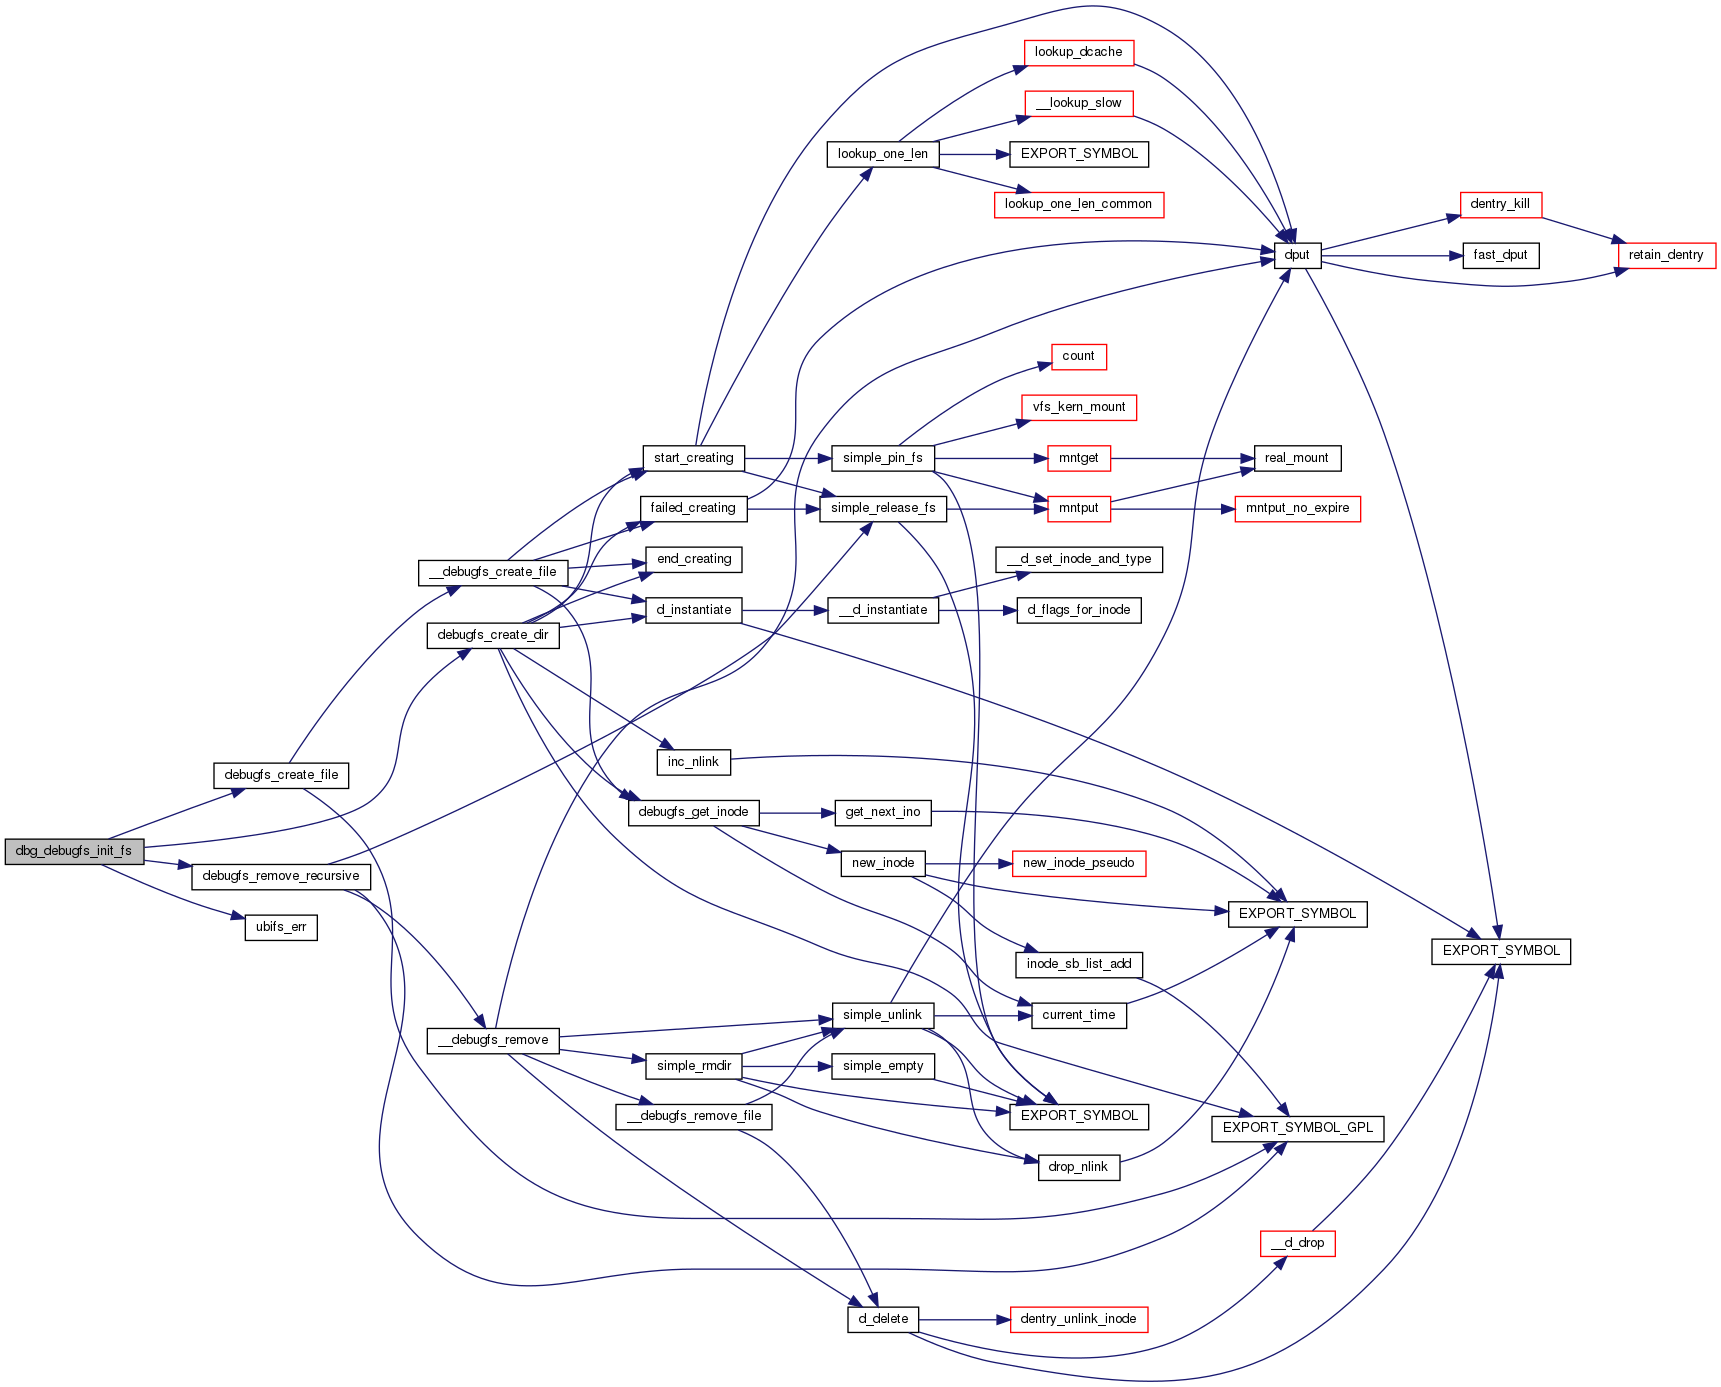 lookup_dcache
__lookup_slow
lookup_one_len
EXPORT_SYMBOL
lookup_one_len_common
dentry_kill
dput
fast_dput
retain_dentry
count
vfs_kern_mount
start_creating
simple_pin_fs
mntget
real_mount
failed_creating
simple_release_fs
mntput
mntput_no_expire
end_creating
__d_set_inode_and_type
__debugfs_create_file
d_instantiate
__d_instantiate
d_flags_for_inode
debugfs_create_dir
inc_nlink
debugfs_create_file
debugfs_get_inode
get_next_ino
dbg_debugfs_init_fs
new_inode
new_inode_pseudo
debugfs_remove_recursive
EXPORT_SYMBOL
ubifs_err
EXPORT_SYMBOL
inode_sb_list_add
simple_unlink
current_time
__debugfs_remove
simple_rmdir
simple_empty
__debugfs_remove_file
EXPORT_SYMBOL
EXPORT_SYMBOL_GPL
drop_nlink
__d_drop
d_delete
dentry_unlink_inode